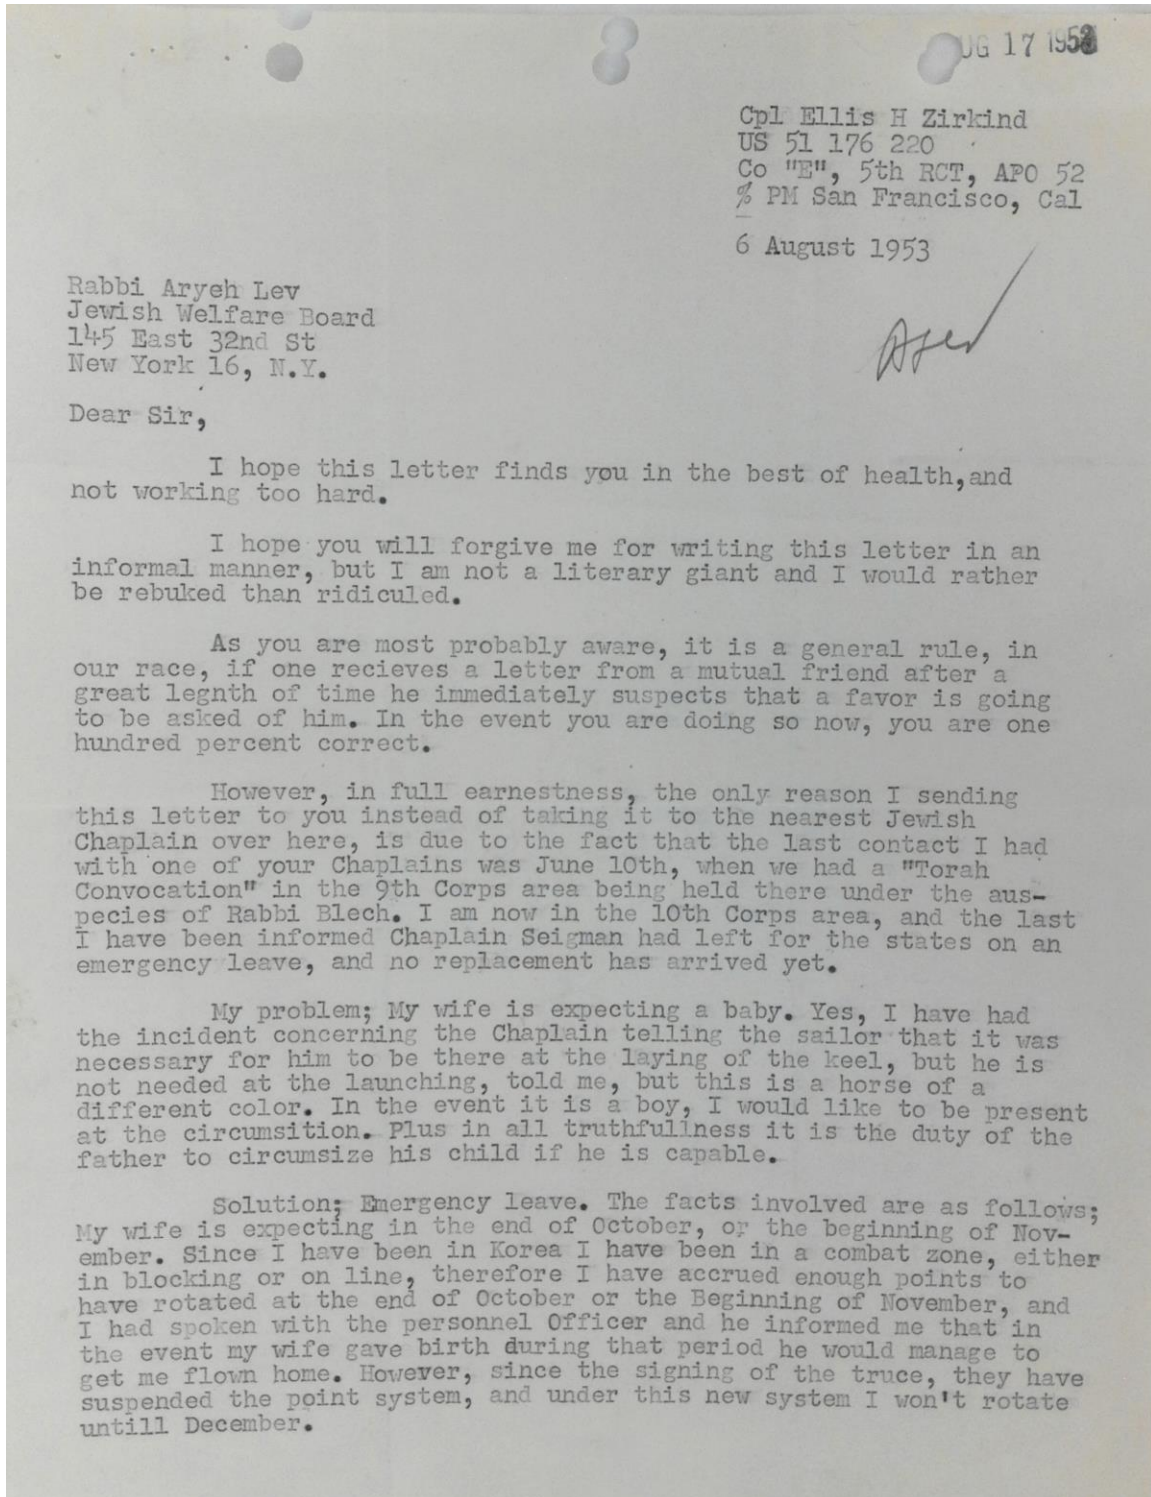 AUG 17 1953
Cpl Ellis H Zirkind
US 51 176 220
Co "E", 5th RCT, APO 52
% PM San Francisco, Cal
6 August 1953
Rabbi Aryeh Lev
Jewish Welfare Board
145 East 32nd St
New York 16, N.Y.
Dear Sir,
I hope this letter finds you in the best of health,and
not working too hard.
I hope you will forgive me for writing this letter in an
informal manner, but I am not a literary giant and I would rather
be rebuked than ridiculed.
As you are most probably aware, it is a general rule, in
our race, if one recieves a letter from a mutual friend after a
great legnth of time he immediately suspects that a favor is going
to be asked of him. In the event you are doing so now, you are one
hundred percent correct.
However, in full earnestness, the only reason I sending
this letter to you instead of taking it to the nearest Jewish
Chaplain over here, is due to the fact that the last contact I had
with one of your Chaplains was June 10th, when we had a "Torah
Convocation" in the 9th Corps area being held there under the aus-
pecies of Rabbi Blech. I am now in the 10th Corps area, and the last
I have been informed Chaplain Seigman had left for the states on an
emergency leave, and no replacement has arrived yet.
My problem; My wife is expecting a baby. Yes, I have had
the incident concerning the Chaplain telling the sailor that it was
necessary for him to be there at the laying of the keel, but he is
not needed at the launching, told me, but this is a horse of a
different color. In the event it is a boy, I would like to be present
at the circumsition. Plus in all truthfullness it is the duty of the
father to circumsize his child if he is capable.
Solution; Emergency leave. The facts involved are as follows;
My wife is expecting in the end of October, or the beginning of Nov-
ember. Since I have been in Korea I have been in a combat zone, either
in blocking or on line, therefore I have accrued enough points to
have rotated at the end of October or the Beginning of November, and
I had spoken with the personnel Officer and he informed me that in
the event my wife gave birth during that period he would manage to
get me flown home. However, since the signing of the truce, they have
suspended the point system, and under this new system I won't rotate
untill December.